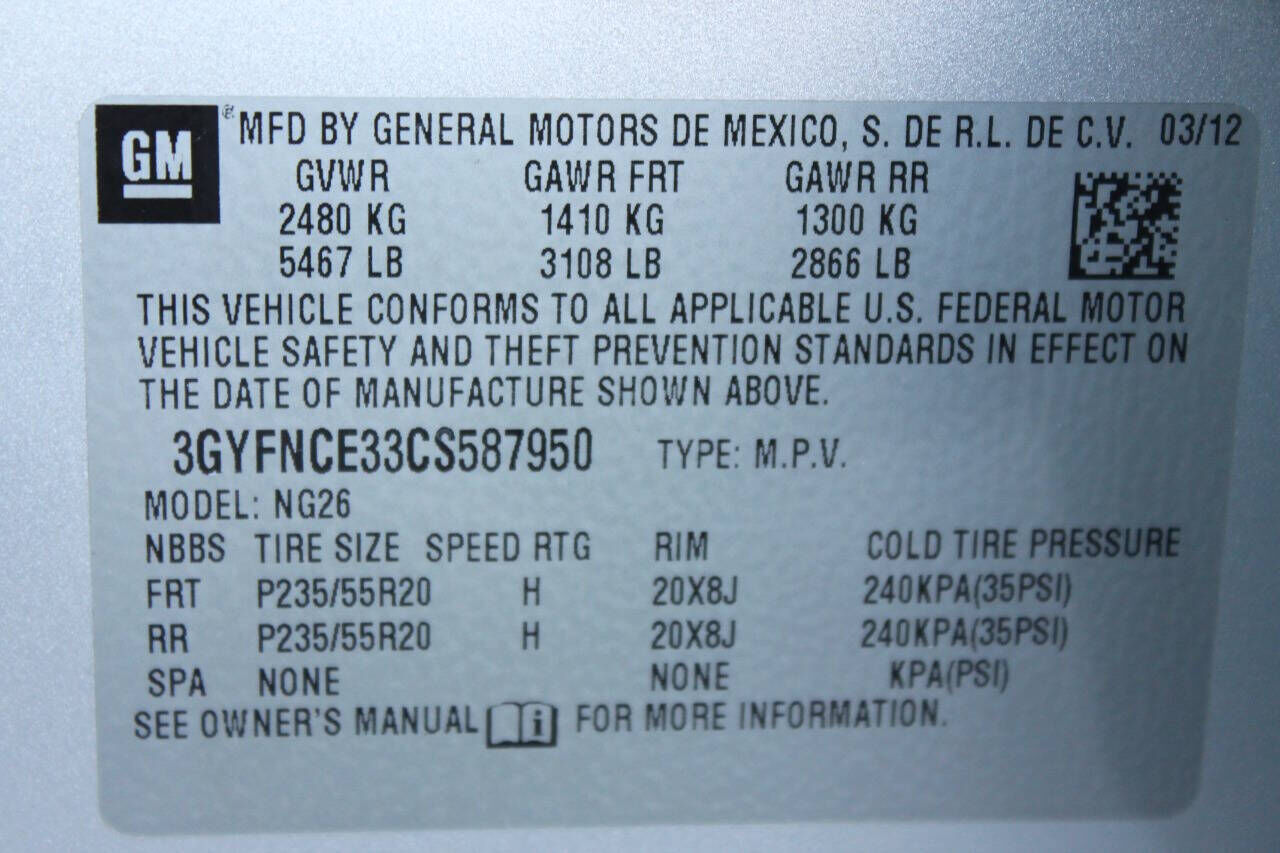 GM
MFD BY GENERAL MOTORS DE MEXICO, S. DE R.L. DE C.V. 03/12
GVWR GAWR FRT GAWR RR
2480 KG 1410 KG 1300 KG
5467 LB 3108 LB 2866 LB
THIS VEHICLE CONFORMS TO ALL APPLICABLE U.S. FEDERAL MOTOR
VEHICLE SAFETY AND THEFT PREVENTION STANDARDS IN EFFECT ON
THE DATE OF MANUFACTURE SHOWN ABOVE.
3GYFNCE33CS587950 TYPE: M.P.V.
MODEL: NG26
NBBS TIRE SIZE SPEED RTG RIM COLD TIRE PRESSURE
FRT P235/55R20 H 20X8J 240KPA(35PSI)
RR P235/55R20 H 20X8J 240KPA(35PSI)
SPA NONE NONE KPA(PSI)
SEE OWNER'S MANUAL i FOR MORE INFORMATION.